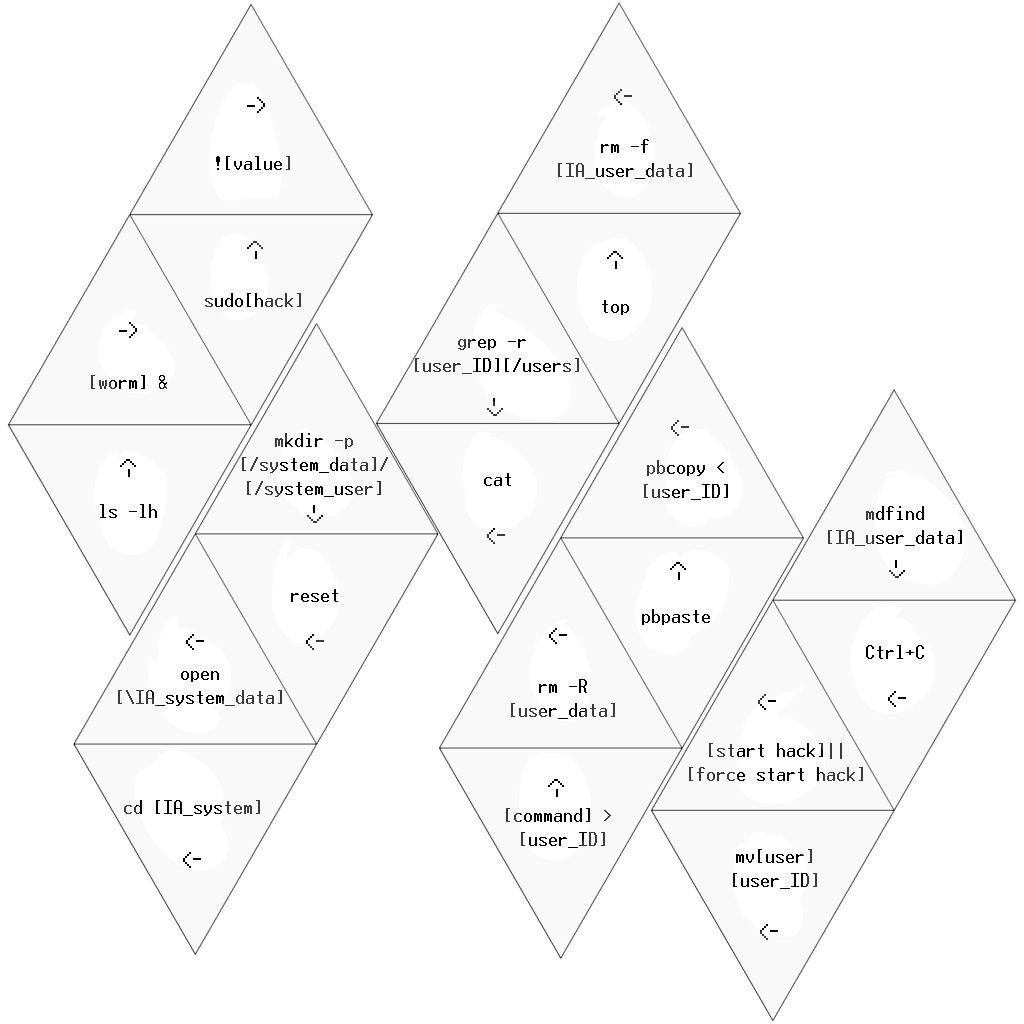 ->
![value]
^
sudo[hack]
->
[worm] &
^
ls -lh
mkdir -p
[/system_data]/
[/system_user]
↓
reset
<-
<-
open
[\IA_system_data]
cd [IA_system]
<-
<-
rm -f
[IA_user_data]
↑
top
grep -r
[user_ID][/users]
↓
cat
<-
<-
pbcopy <
[user_ID]
↑
pbpaste
<-
rm -R
[user_data]
↑
[command] >
[user_ID]
mdfind
[IA_user_data]
↓
Ctrl+C
<-
<-
[start hack]||
[force start hack]
mv[user]
[user_ID]
<-